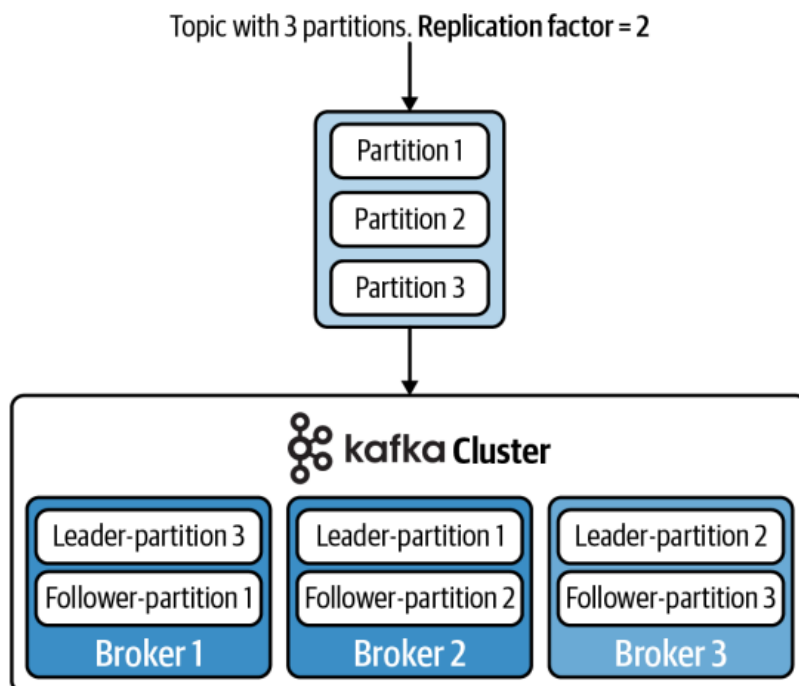 Topic with 3 partitions. Replication factor = 2
Partition 1
Partition 2
Partition 3
kafka Cluster
Leader-partition 3
Follower-partition 1
Broker 1
Leader-partition 1
Follower-partition 2
Broker 2
Leader-partition 2
Follower-partition 3
Broker 3